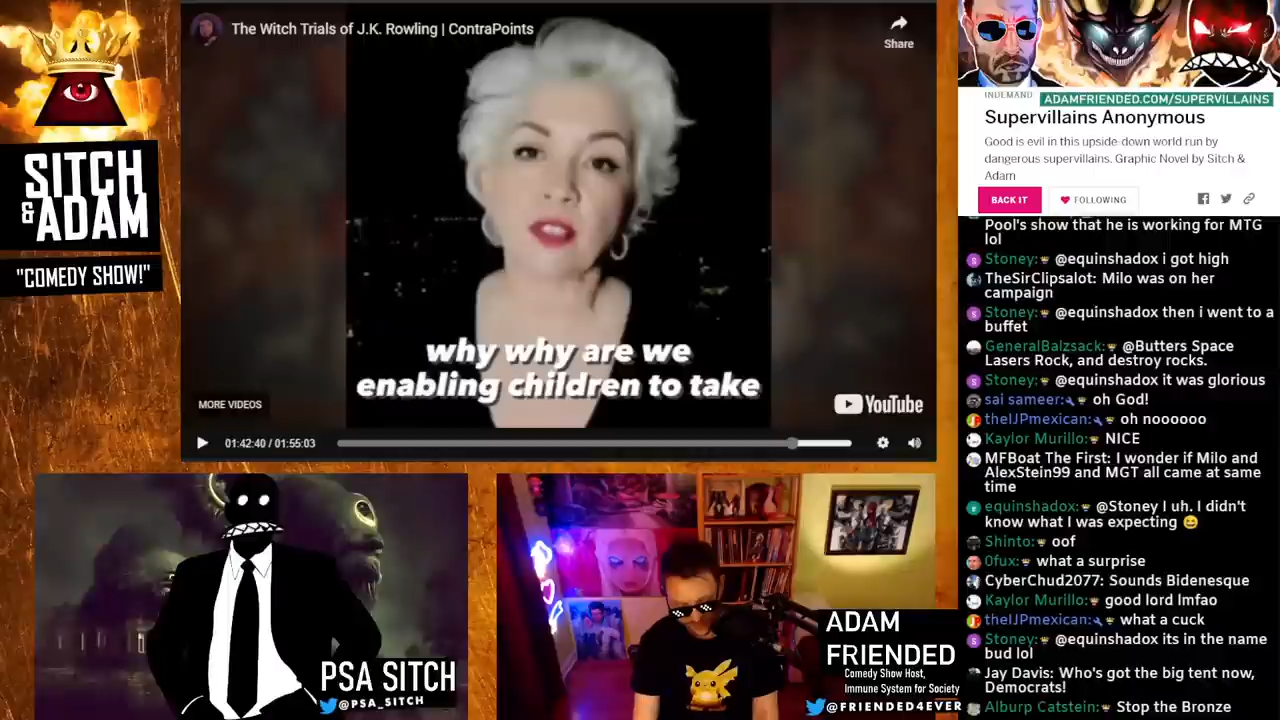 The Witch Trials of J.K. Rowling | ContraPoints
Share
why why are we
enabling children to take
MORE VIDEOS
YouTube
01:42:40 / 01:55:03
SITCH
& ADAM
"COMEDY SHOW!"
PSA SITCH
@PSA_SITCH
ADAM
FRIENDED
Comedy Show Host,
Immune System for Society
@FRIENDED4EVER
INDEMAND
ADAMFRIENDED.COM/SUPERVILLAINS
Supervillains Anonymous
Good is evil in this upside-down world run by
dangerous supervillains. Graphic Novel by Sitch &
Adam
BACK IT
FOLLOWING
Pool's show that he is working for MTG
lol
Stoney: @equinshadox i got high
TheSirClipsalot: Milo was on her
campaign
Stoney: @equinshadox then i went to a
buffet
GeneralBalzsack: @Butters Space
Lasers Rock, and destroy rocks.
Stoney: @equinshadox it was glorious
sai sameer: oh God!
theIJPmexican: oh noooooo
Kaylor Murillo: NICE
MFBoat The First: I wonder if Milo and
AlexStein99 and MGT all came at same
time
equinshadox: @Stoney I uh. I didn't
know what I was expecting 😄
Shinto: oof
0fux: what a surprise
CyberChud2077: Sounds Bidenesque
Kaylor Murillo: good lord lmfao
theIJPmexican: what a cuck
Stoney: @equinshadox its in the name
bud lol
Jay Davis: Who's got the big tent now,
Democrats!
Alburp Catstein: Stop the Bronze